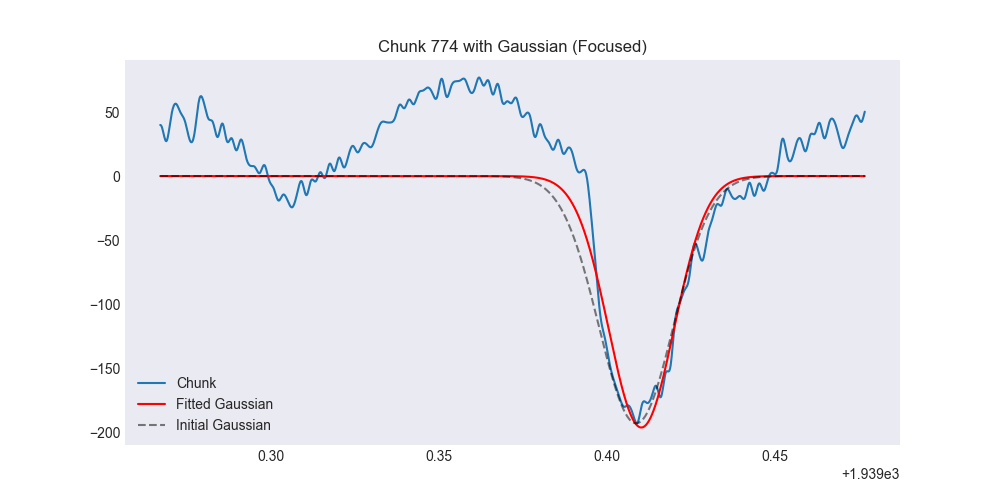 Chunk 774 with Gaussian (Focused)
50
0
−50
−100
−150
−200
Chunk
Fitted Gaussian
Initial Gaussian
0.30 0.35 0.40 0.45
+1.939e3